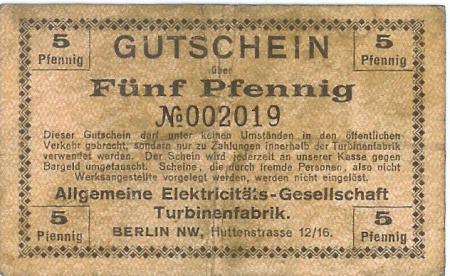 5 Pfennig
GUTSCHEIN
5 Pfennig
über
Fünf Pfennig
№002019
Dieser Gutschein darf unter keinen Umständen in den öffentlichen
Verkehr gebracht, sondern nur zu Zahlungen innerhalb der Turbinenfabrik
verwendet werden. Der Schein wird jederzeit an unserer Kasse gegen
Bargeld umgetauscht. Scheine, die durch fremde Personen, also nicht
Werksangestellte vorgelegt werden, werden nicht eingelöst.
Allgemeine Elektricitäts-Gesellschaft
Turbinenfabrik.
5 Pfennig
BERLIN NW, Huttenstrasse 12/16.
5 Pfennig